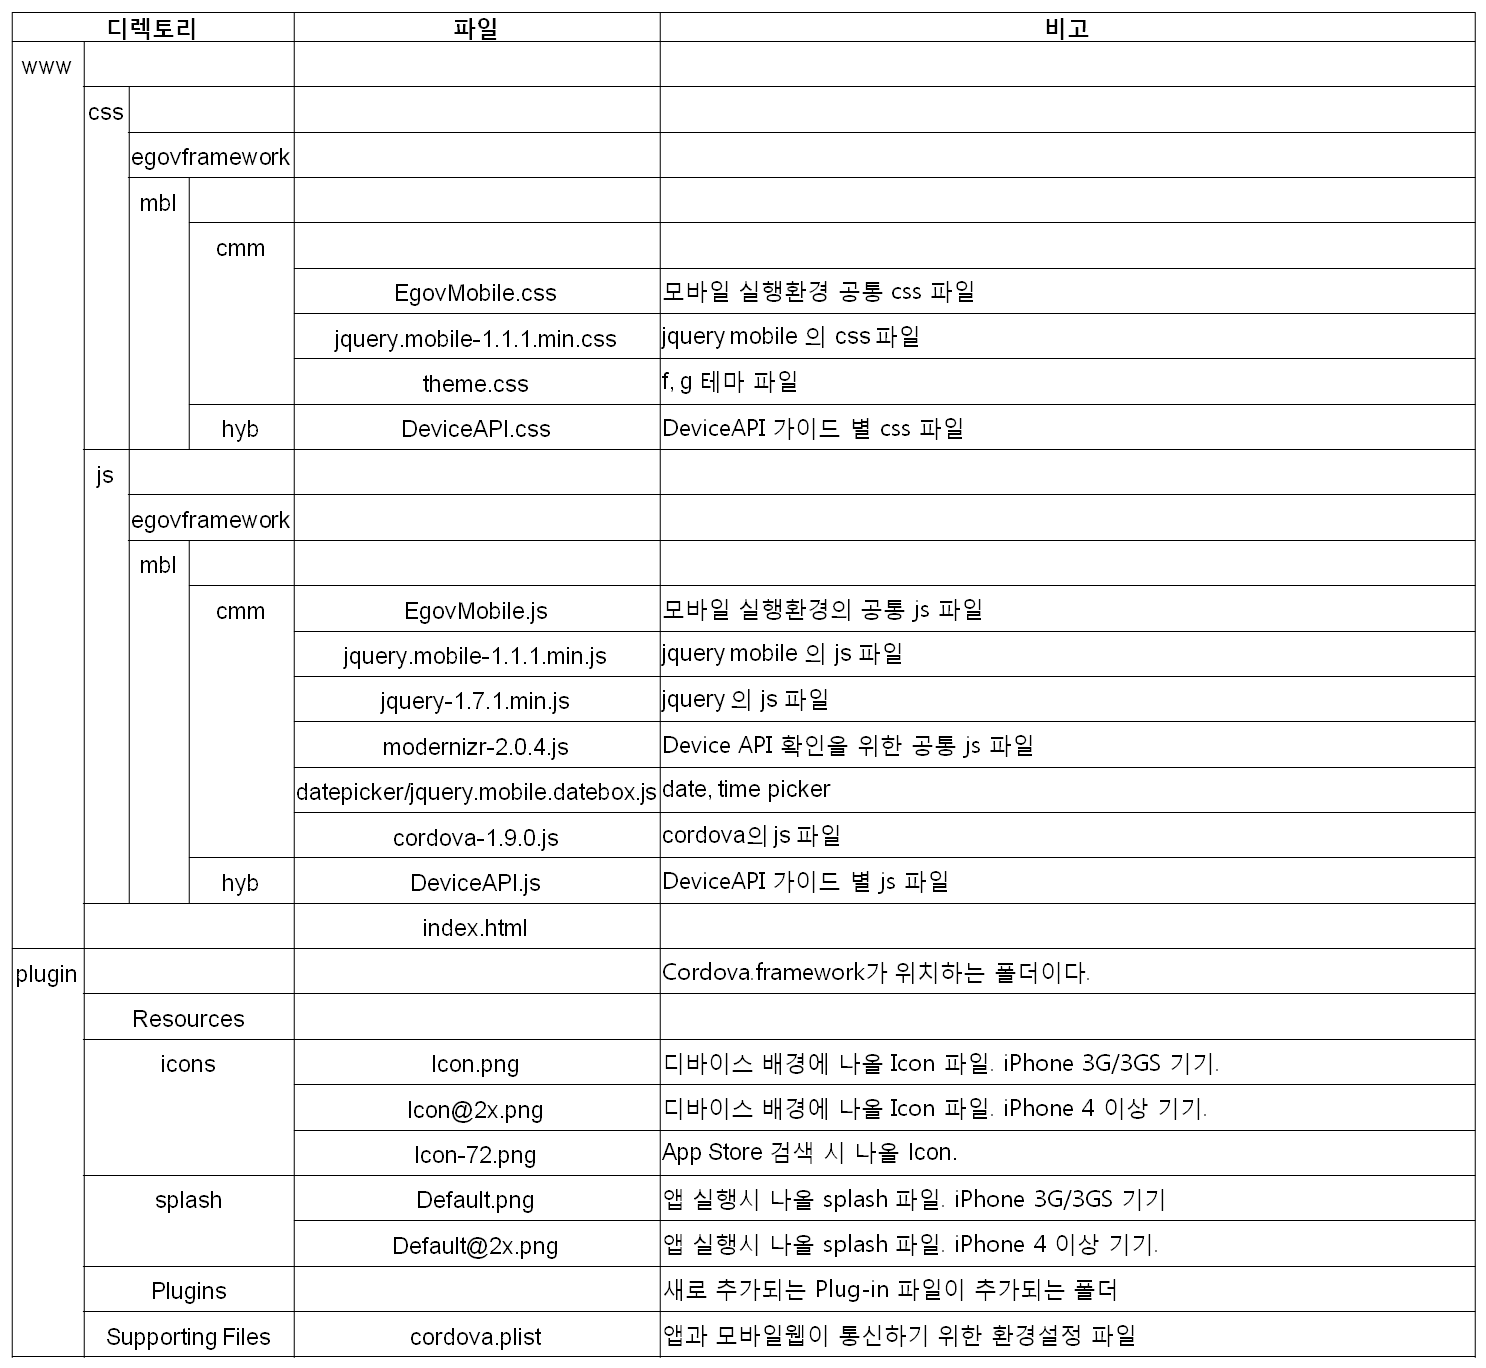 디렉토리 파일 비고
www
css
egovframework
mbl
cmm
EgovMobile.css 모바일 실행환경 공통 css 파일
jquery.mobile-1.1.1.min.css jquery mobile 의 css 파일
theme.css f, g 테마 파일
hyb DeviceAPI.css DeviceAPI 가이드 별 css 파일
js
egovframework
mbl
cmm EgovMobile.js 모바일 실행환경의 공통 js 파일
jquery.mobile-1.1.1.min.js jquery mobile 의 js 파일
jquery-1.7.1.min.js jquery 의 js 파일
modernizr-2.0.4.js Device API 확인을 위한 공통 js 파일
datepicker/jquery.mobile.datebox.js date, time picker
cordova-1.9.0.js cordova의 js 파일
hyb DeviceAPI.js DeviceAPI 가이드 별 js 파일
index.html
plugin Cordova.framework가 위치하는 폴더이다.
Resources
icons Icon.png 디바이스 배경에 나올 Icon 파일. iPhone 3G/3GS 기기.
Icon@2x.png 디바이스 배경에 나올 Icon 파일. iPhone 4 이상 기기.
Icon-72.png App Store 검색 시 나올 Icon.
splash Default.png 앱 실행시 나올 splash 파일. iPhone 3G/3GS 기기
Default@2x.png 앱 실행시 나올 splash 파일. iPhone 4 이상 기기.
Plugins 새로 추가되는 Plug-in 파일이 추가되는 폴더
Supporting Files cordova.plist 앱과 모바일웹이 통신하기 위한 환경설정 파일